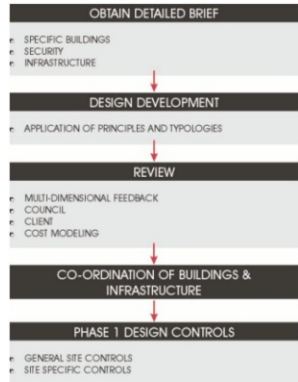 OBTAIN DETAILED BRIEF
SPECIFIC BUILDINGS
SECURITY
INFRASTRUCTURE
DESIGN DEVELOPMENT
APPLICATION OF PRINCIPLES AND TYPOLOGIES
REVIEW
MULTI-DIMENSIONAL FEEDBACK
COUNCIL
CLIENT
COST MODELING
CO-ORDINATION OF BUILDINGS &
INFRASTRUCTURE
PHASE 1 DESIGN CONTROLS
GENERAL SITE CONTROLS
SITE SPECIFIC CONTROLS